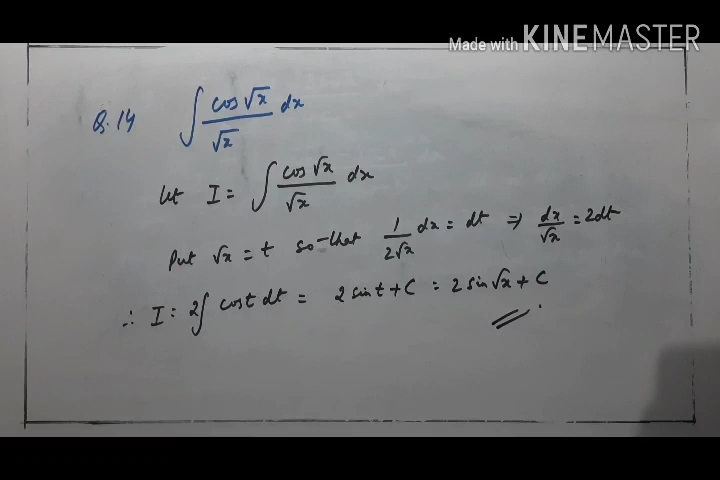 Made with KINEMASTER
Q.14 ∫ cos √x / √x dx
Let I = ∫ cos √x / √x dx
Put √x = t so that 1 / 2√x dx = dt ⇒ dx / √x = 2dt
∴ I = 2∫ cos t dt = 2 sin t + C = 2 sin √x + C